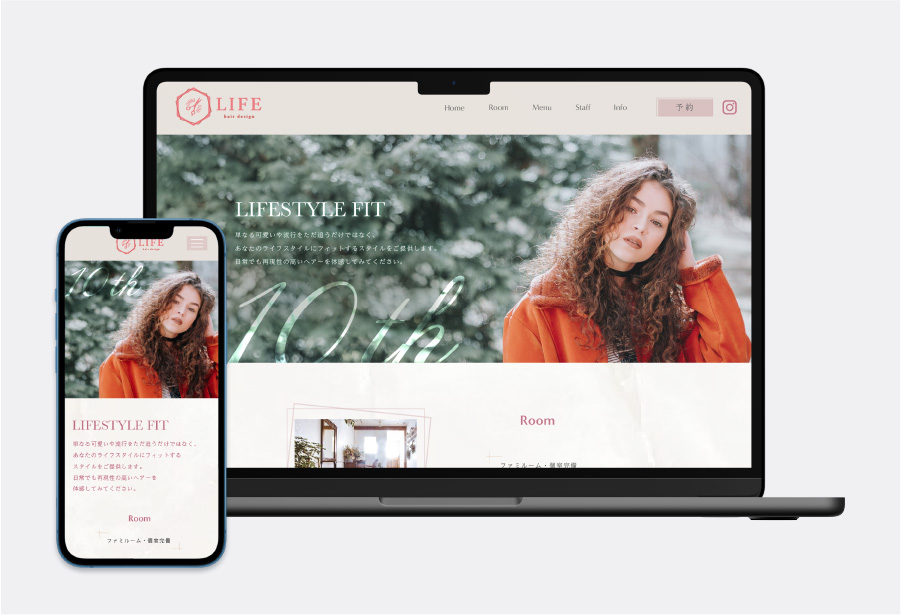 LIFE
hair design
Home Room Menu Staff Info 予約
LIFESTYLE FIT
単なる可愛いや流行をただ追うだけではなく、
あなたのライフスタイルにフィットするスタイルをご提供します。
日常でも再現性の高いヘアーを体感してみてください。
10th
Room
ファミルーム・個室完備
LIFE
hair design
10th
LIFESTYLE FIT
単なる可愛いや流行をただ追うだけではなく、
あなたのライフスタイルにフィットする
スタイルをご提供します。
日常でも再現性の高いヘアーを
体感してみてください。
Room
ファミルーム・個室完備